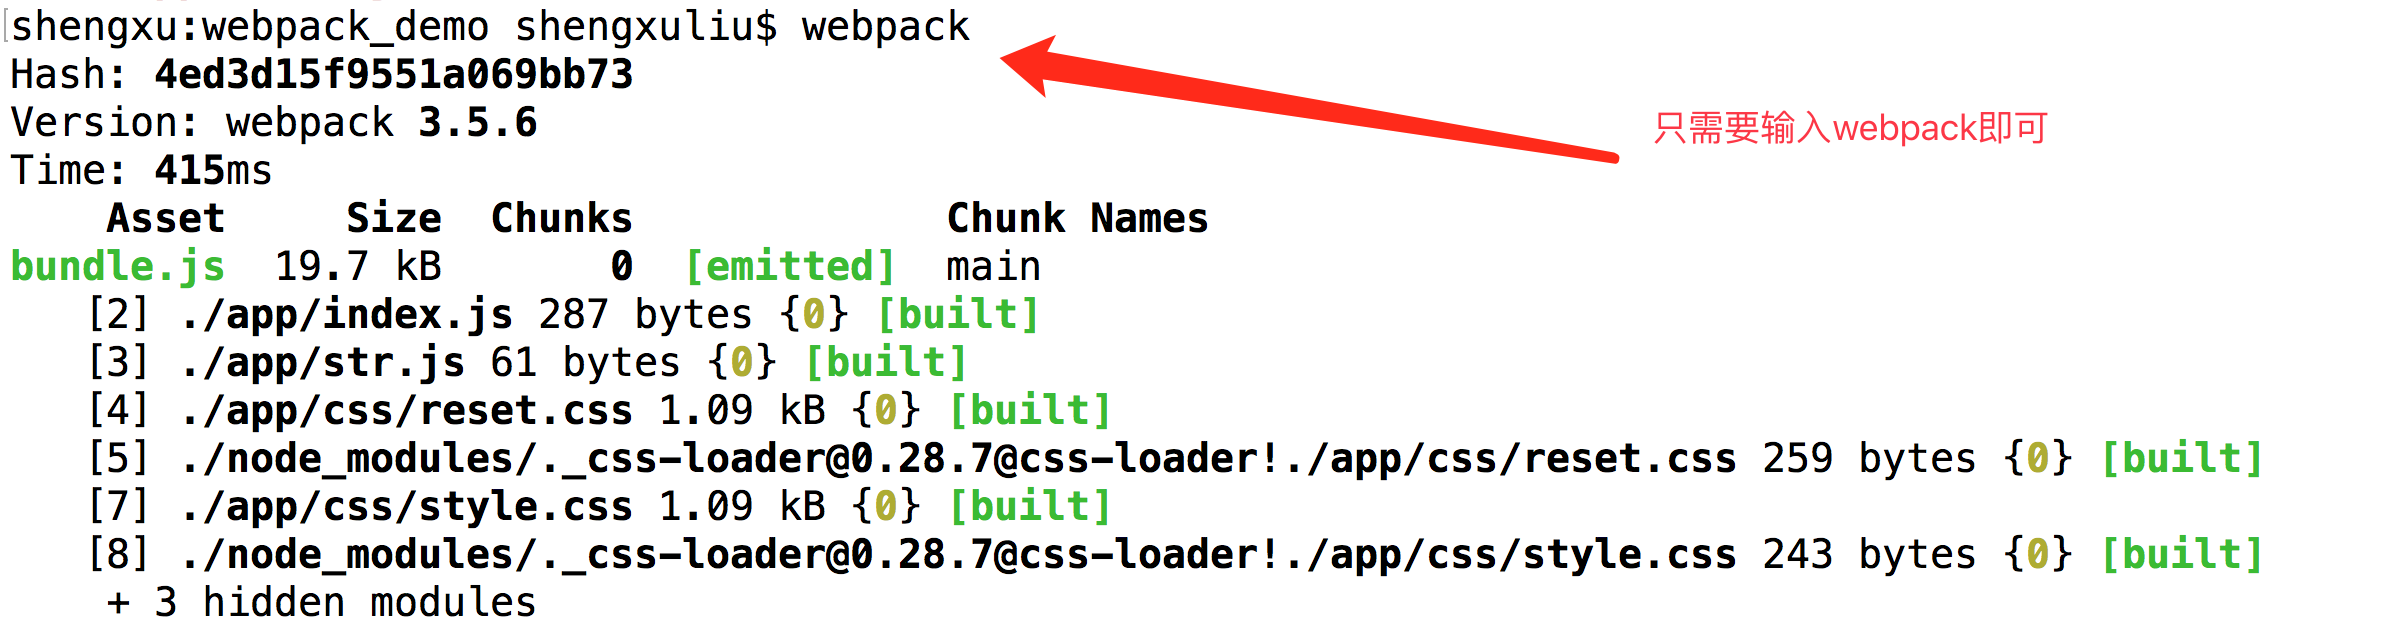 shengxu:webpack_demo shengxuliu$ webpack
Hash: 4ed3d15f9551a069bb73
只需要输入webpack即可
Version: webpack 3.5.6
Time: 415ms
Asset Size Chunks Chunk Names
bundle.js 19.7 kB 0 [emitted] main
[2] ./app/index.js 287 bytes {0} [built]
[3] ./app/str.js 61 bytes {0} [built]
[4] ./app/css/reset.css 1.09 kB {0} [built]
[5] ./node_modules/._css-loader@0.28.7@css-loader!./app/css/reset.css 259 bytes {0} [built]
[7] ./app/css/style.css 1.09 kB {0} [built]
[8] ./node_modules/._css-loader@0.28.7@css-loader!./app/css/style.css 243 bytes {0} [built]
+ 3 hidden modules